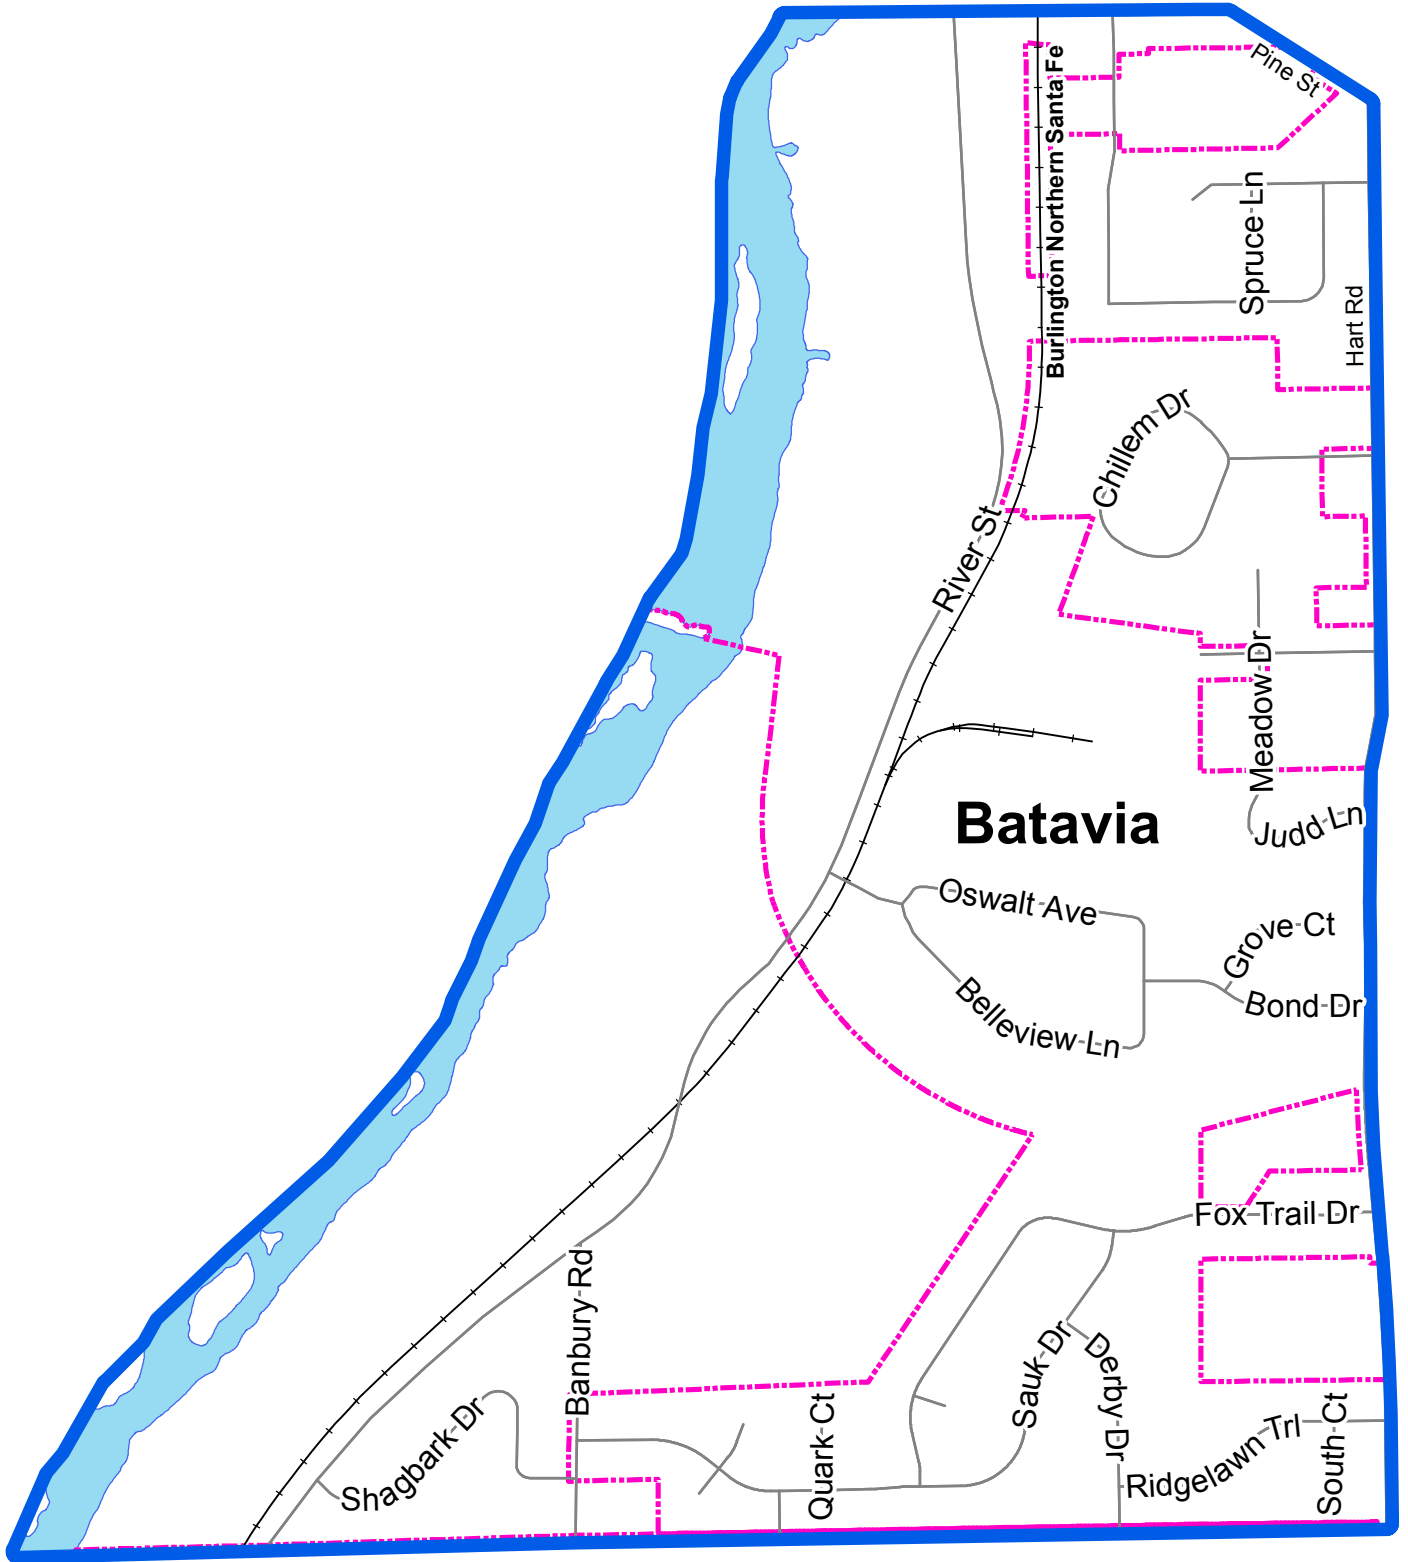 Pine St
Burlington Northern Santa Fe
Spruce Ln
Hart Rd
Chillem Dr
River St
Meadow Dr
Judd Ln
Batavia
Oswalt Ave
Grove Ct
Bond Dr
Belleview Ln
Fox Trail Dr
Banbury Rd
Sauk Dr
Derby Dr
Shagbark Dr
Quark Ct
Ridgelawn Trl
South Ct